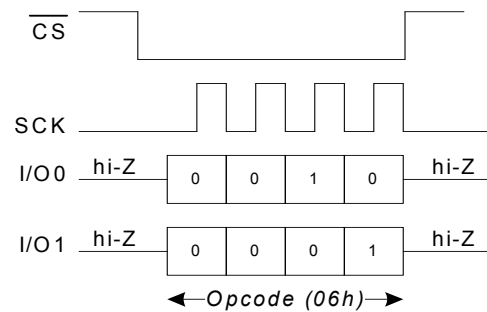 CS
SCK
I/O0 hi-Z 0 0 1 0 hi-Z
I/O1 hi-Z 0 0 0 1 hi-Z
Opcode (06h)